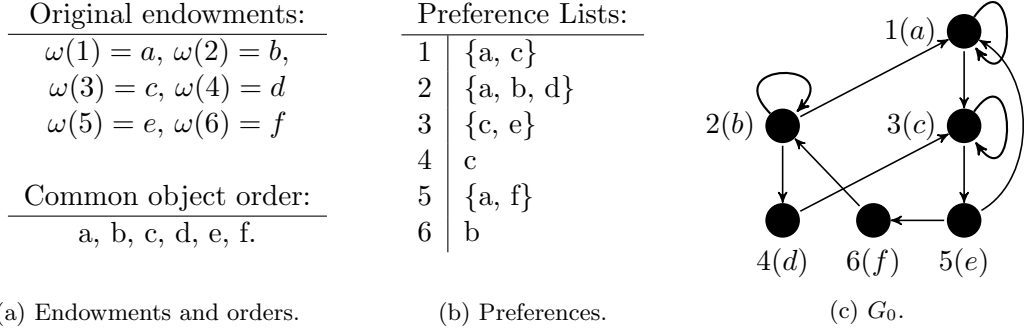 Original endowments:
ω(1) = a, ω(2) = b,
ω(3) = c, ω(4) = d
ω(5) = e, ω(6) = f
Common object order:
a, b, c, d, e, f.
a) Endowments and orders.
Preference Lists:
1 {a, c}
2 {a, b, d}
3 {c, e}
4 c
5 {a, f}
6 b
(b) Preferences.
1(a)
2(b)
3(c)
4(d)
6(f)
5(e)
(c) G₀.